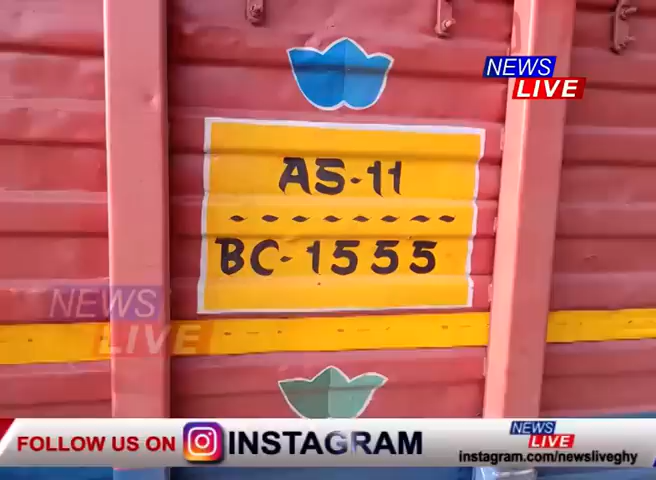 NEWS
LIVE
AS-11
BC-1555
NEWS
LIVE
FOLLOW US ON INSTAGRAM
NEWS
LIVE
instagram.com/newsliveghy